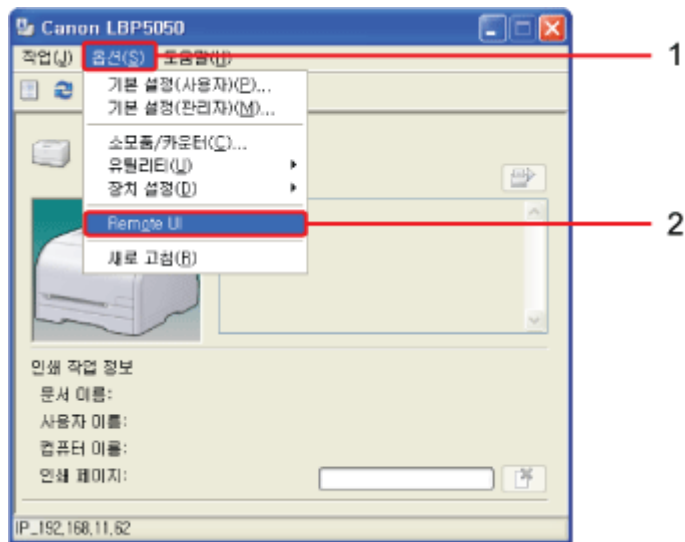 Canon LBP5050
작업(J) 옵션(S) 도움말(H)
1
기본 설정(사용자)(P)...
기본 설정(관리자)(M)...
소모품/카운터(C)...
유틸리티(U)
장치 설정(D)
Remote UI
2
새로 고침(R)
인쇄 작업 정보
문서 이름:
사용자 이름:
컴퓨터 이름:
인쇄 페이지:
IP_192,168,11,62